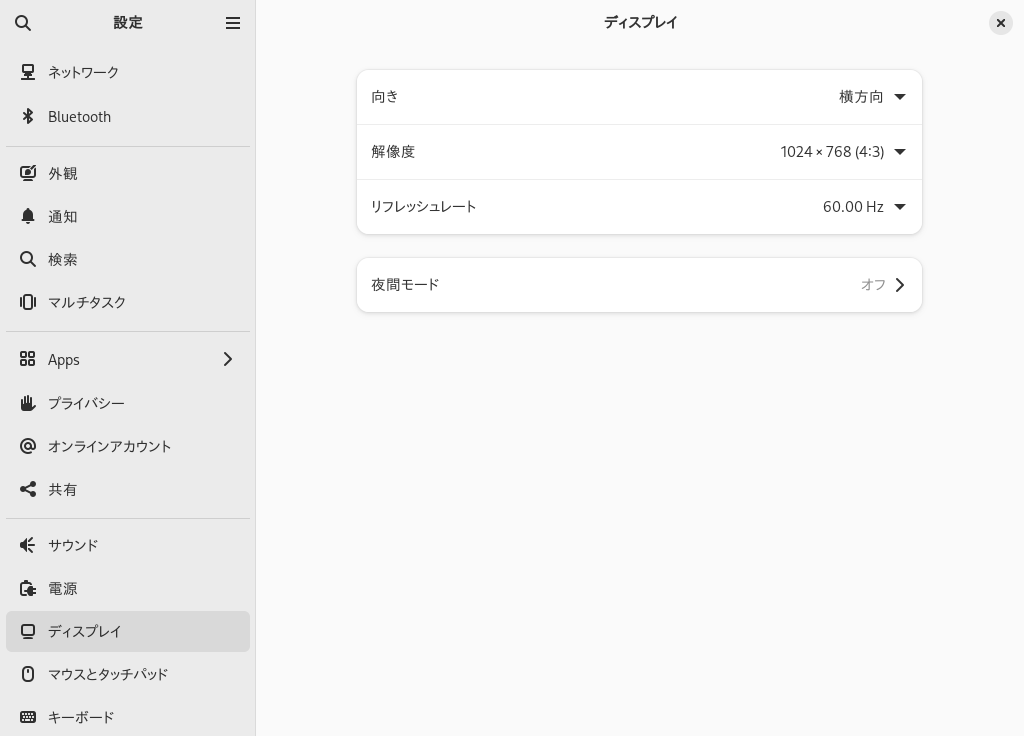 設定
ネットワーク
Bluetooth
外観
通知
検索
マルチタスク
Apps
プライバシー
オンラインアカウント
共有
サウンド
電源
ディスプレイ
マウスとタッチパッド
キーボード
ディスプレイ
向き 横方向
解像度 1024 × 768 (4:3)
リフレッシュレート 60.00 Hz
夜間モード オフ